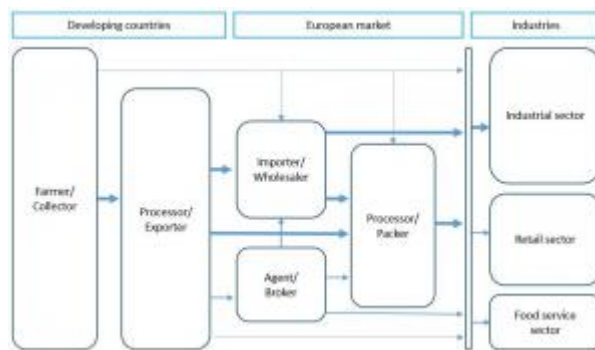 Developing countries
European market
Industries
Farmer/
Collector
Processor/
Exporter
Importer/
Wholesaler
Agent/
Broker
Processor/
Packer
Industrial sector
Retail sector
Food service
sector